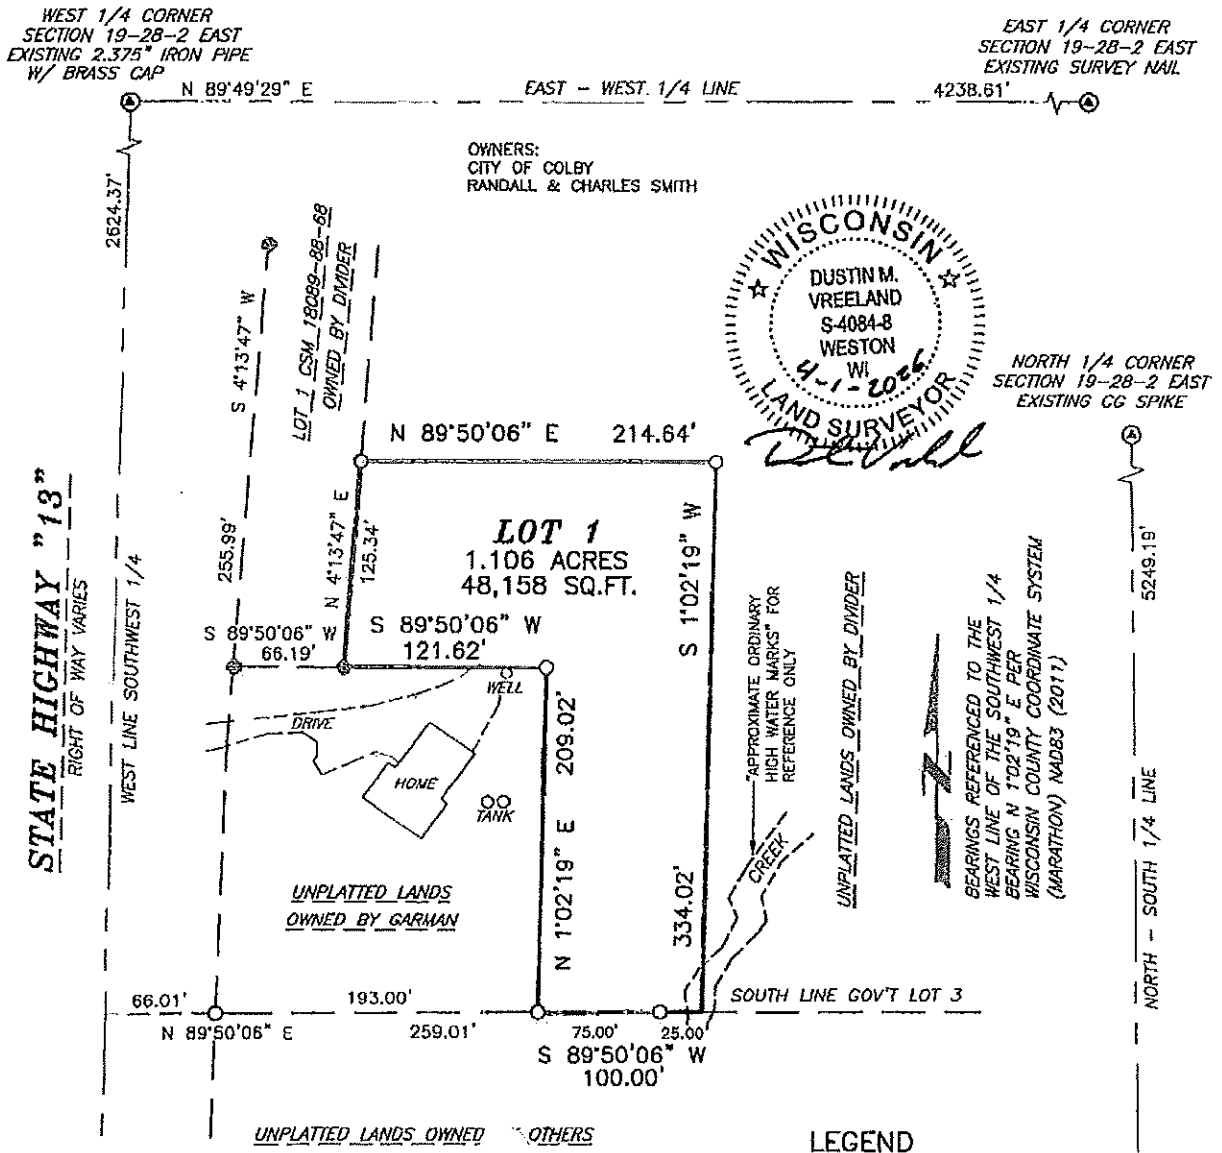 WEST 1/4 CORNER
SECTION 19-28-2 EAST
EXISTING 2.375" IRON PIPE
W/ BRASS CAP
EAST 1/4 CORNER
SECTION 19-28-2 EAST
EXISTING SURVEY NAIL
N 89°49'29" E
EAST - WEST 1/4 LINE
4238.61'
OWNERS:
CITY OF COLBY
RANDALL & CHARLES SMITH
2624.37'
LOT 1 CSM 18089-88-68
OWNED BY DIVIDER
S 4°13'47" W
255.99'
WISCONSIN
DUSTIN M.
VREELAND
S-4084-8
WESTON
WI
LAND SURVEYOR
NORTH 1/4 CORNER
SECTION 19-28-2 EAST
EXISTING CG SPIKE
N 89°50'06" E 214.64'
STATE HIGHWAY "13"
RIGHT OF WAY VARIES
WEST LINE SOUTHWEST 1/4
N 4°13'47" E
125.34'
LOT 1
1.106 ACRES
48,158 SQ.FT.
S 1°02'19" W
334.02'
S 89°50'06" W
66.19'
S 89°50'06" W
121.62'
WELL
DRIVE
HOME
TANK
N 1°02'19" E 209.02'
"APPROXIMATE ORDINARY
HIGH WATER MARKS" FOR
REFERENCE ONLY
CREEK
UNPLATTED LANDS OWNED BY DIVIDER
BEARINGS REFERENCED TO THE
WEST LINE OF THE SOUTHWEST 1/4
BEARING N 1°02'19" E PER
WISCONSIN COUNTY COORDINATE SYSTEM
(MARATHON) NAD83 (2011)
5249.19'
NORTH - SOUTH 1/4 LINE
UNPLATTED LANDS
OWNED BY GARMAN
66.01'
193.00'
SOUTH LINE GOV'T LOT 3
N 89°50'06" E
259.01'
75.00'
25.00'
S 89°50'06" W
100.00'
UNPLATTED LANDS OWNED OTHERS
LEGEND